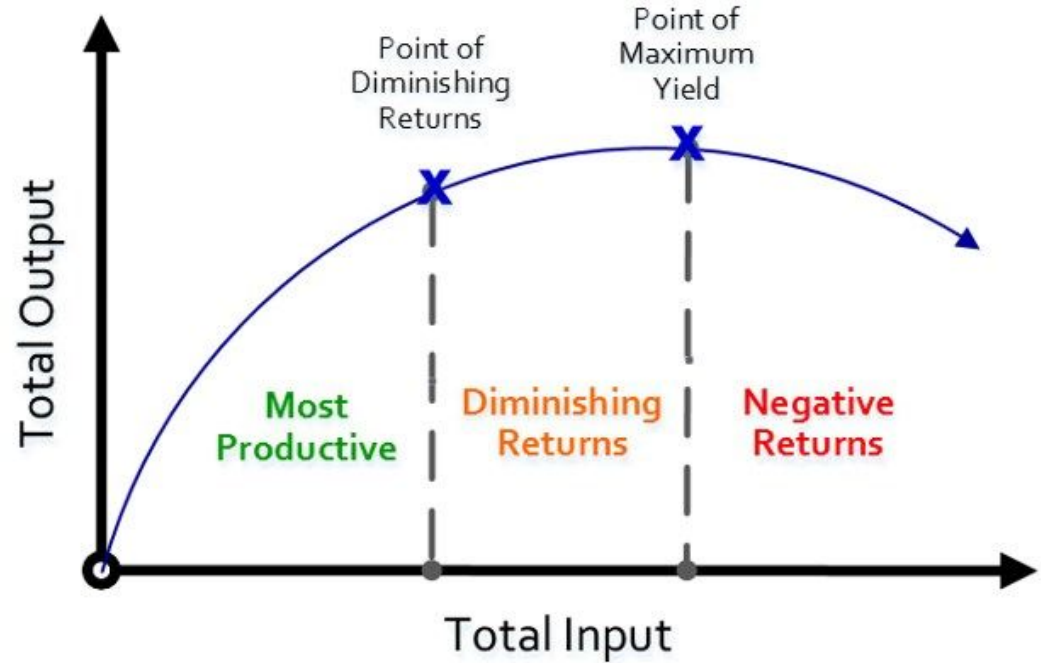 Point of
Diminishing
Returns
Point of
Maximum
Yield
X
X
Total Output
Most
Productive
Diminishing
Returns
Negative
Returns
Total Input